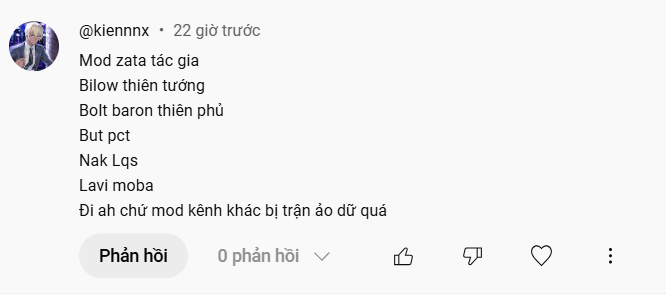 @kiennnx • 22 giờ trước
Mod zata tác gia
Bilow thiên tướng
Bolt baron thiên phủ
But pct
Nak Lqs
Lavi moba
Đi ah chứ mod kênh khác bị trận ảo dữ quá
Phản hồi 0 phản hồi